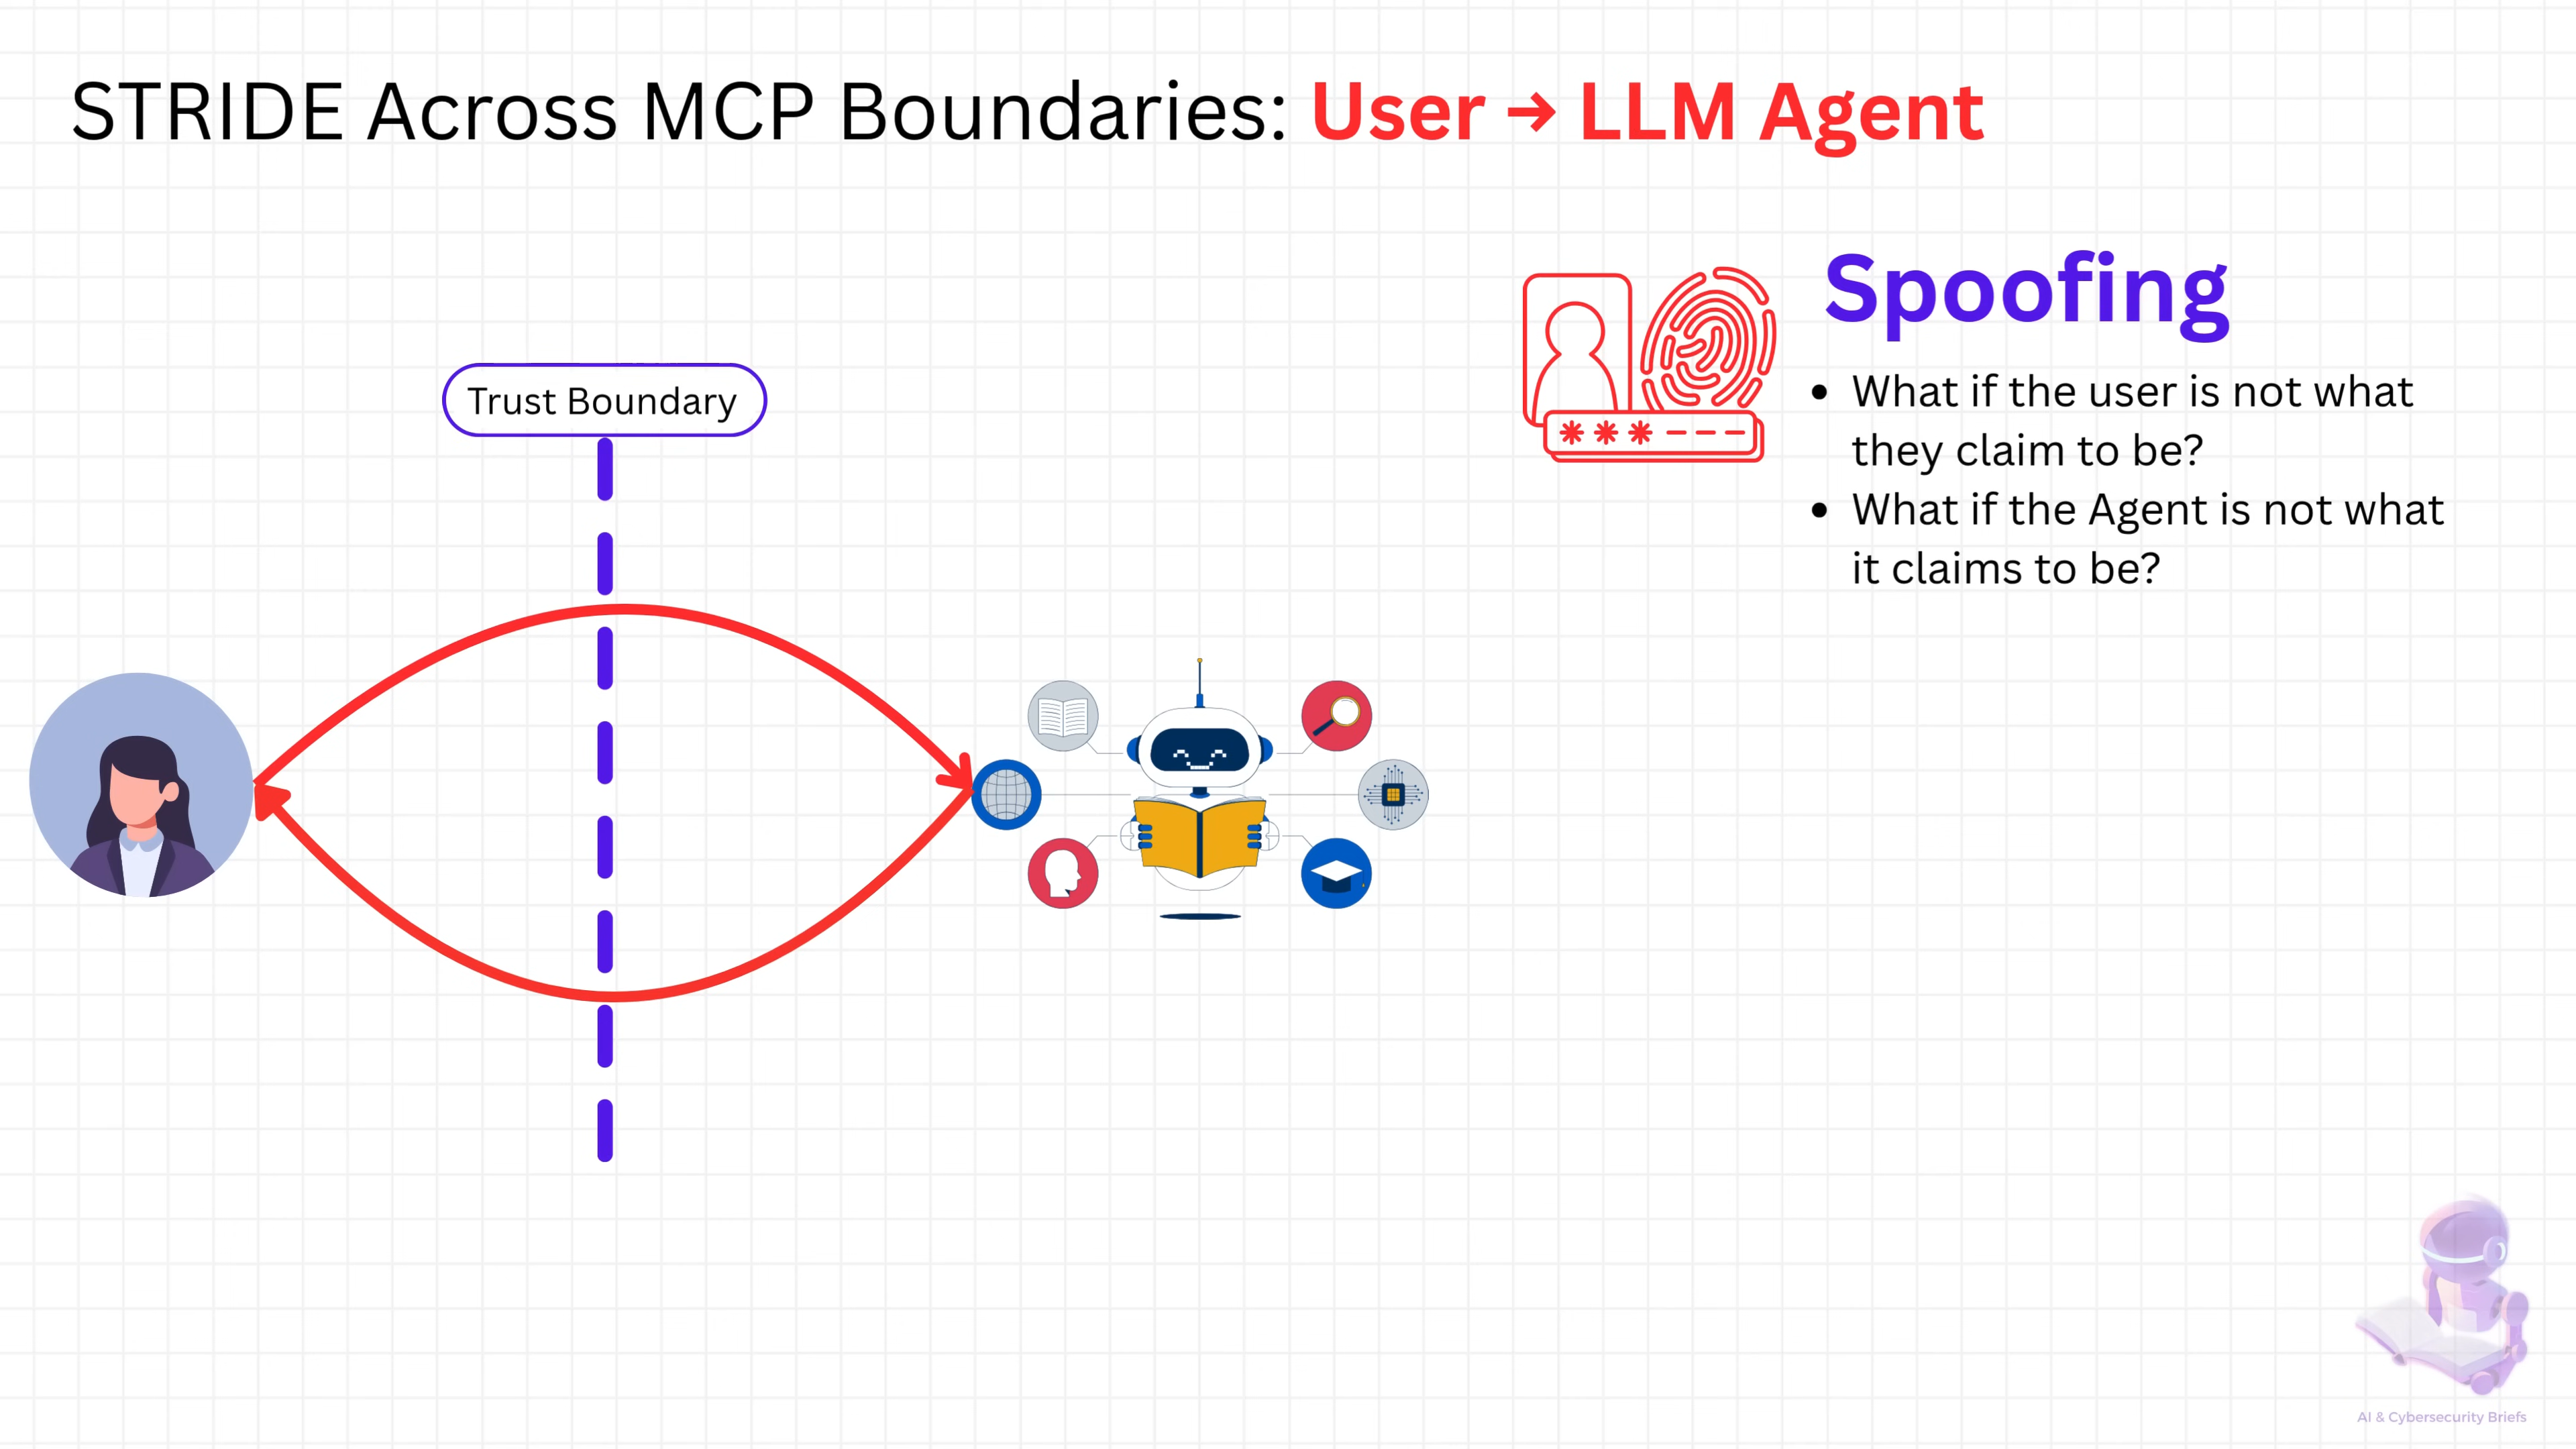 STRIDE Across MCP Boundaries: User → LLM Agent
Spoofing
• What if the user is not what
they claim to be?
• What if the Agent is not what
it claims to be?
Trust Boundary
AI & Cybersecurity Briefs